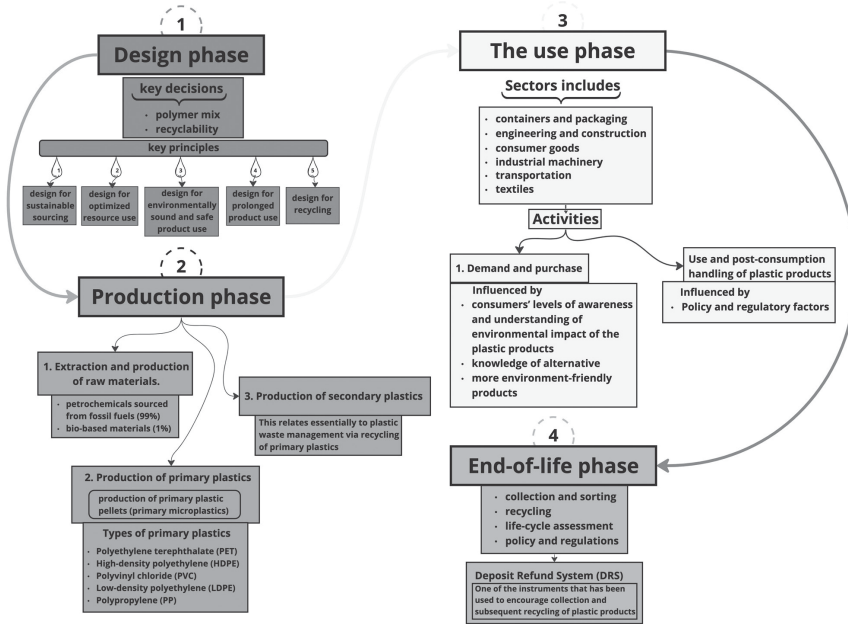 1
Design phase
key decisions
· polymer mix
· recyclability
key principles
1
2
3
4
5
design for
sustainable
sourcing
design for
optimized
resource use
design for
environmentally
sound and safe
product use
design for
prolonged
product use
design for
recycling
2
Production phase
1. Extraction and production
of raw materials.
· petrochemicals sourced
from fossil fuels (99%)
· bio-based materials (1%)
3. Production of secondary plastics
This relates essentially to plastic
waste management via recycling
of primary plastics
2. Production of primary plastics
production of primary plastic
pellets (primary microplastics)
Types of primary plastics
· Polyethylene terephthalate (PET)
· High-density polyethylene (HDPE)
· Polyvinyl chloride (PVC)
· Low-density polyethylene (LDPE)
· Polypropylene (PP)
3
The use phase
Sectors includes
· containers and packaging
· engineering and construction
· consumer goods
· industrial machinery
· transportation
· textiles
Activities
1. Demand and purchase
Influenced by
· consumers’ levels of awareness
and understanding of
environmental impact of the
plastic products
· knowledge of alternative
· more environment-friendly
products
Use and post-consumption
handling of plastic products
Influenced by
· Policy and regulatory factors
4
End-of-life phase
· collection and sorting
· recycling
· life-cycle assessment
· policy and regulations
Deposit Refund System (DRS)
One of the instruments that has been
used to encourage collection and
subsequent recycling of plastic products